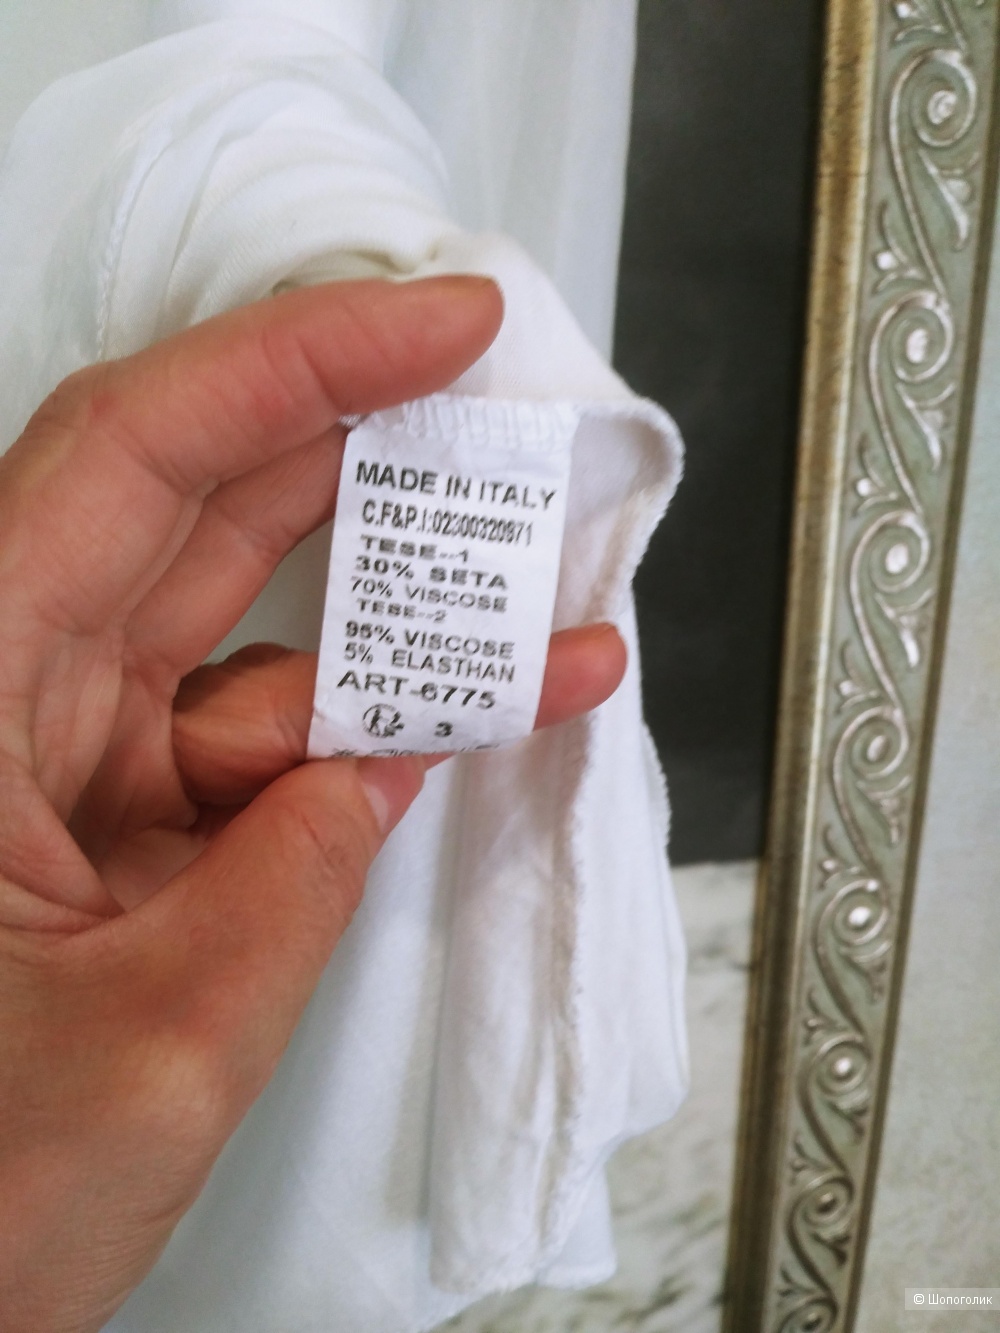 MADE IN ITALY
C.F&P.I:02300320971
TESE--1
30% SETA
70% VISCOSE
TESE--2
95% VISCOSE
5% ELASTHAN
ART-6775
3
© Шопоголик